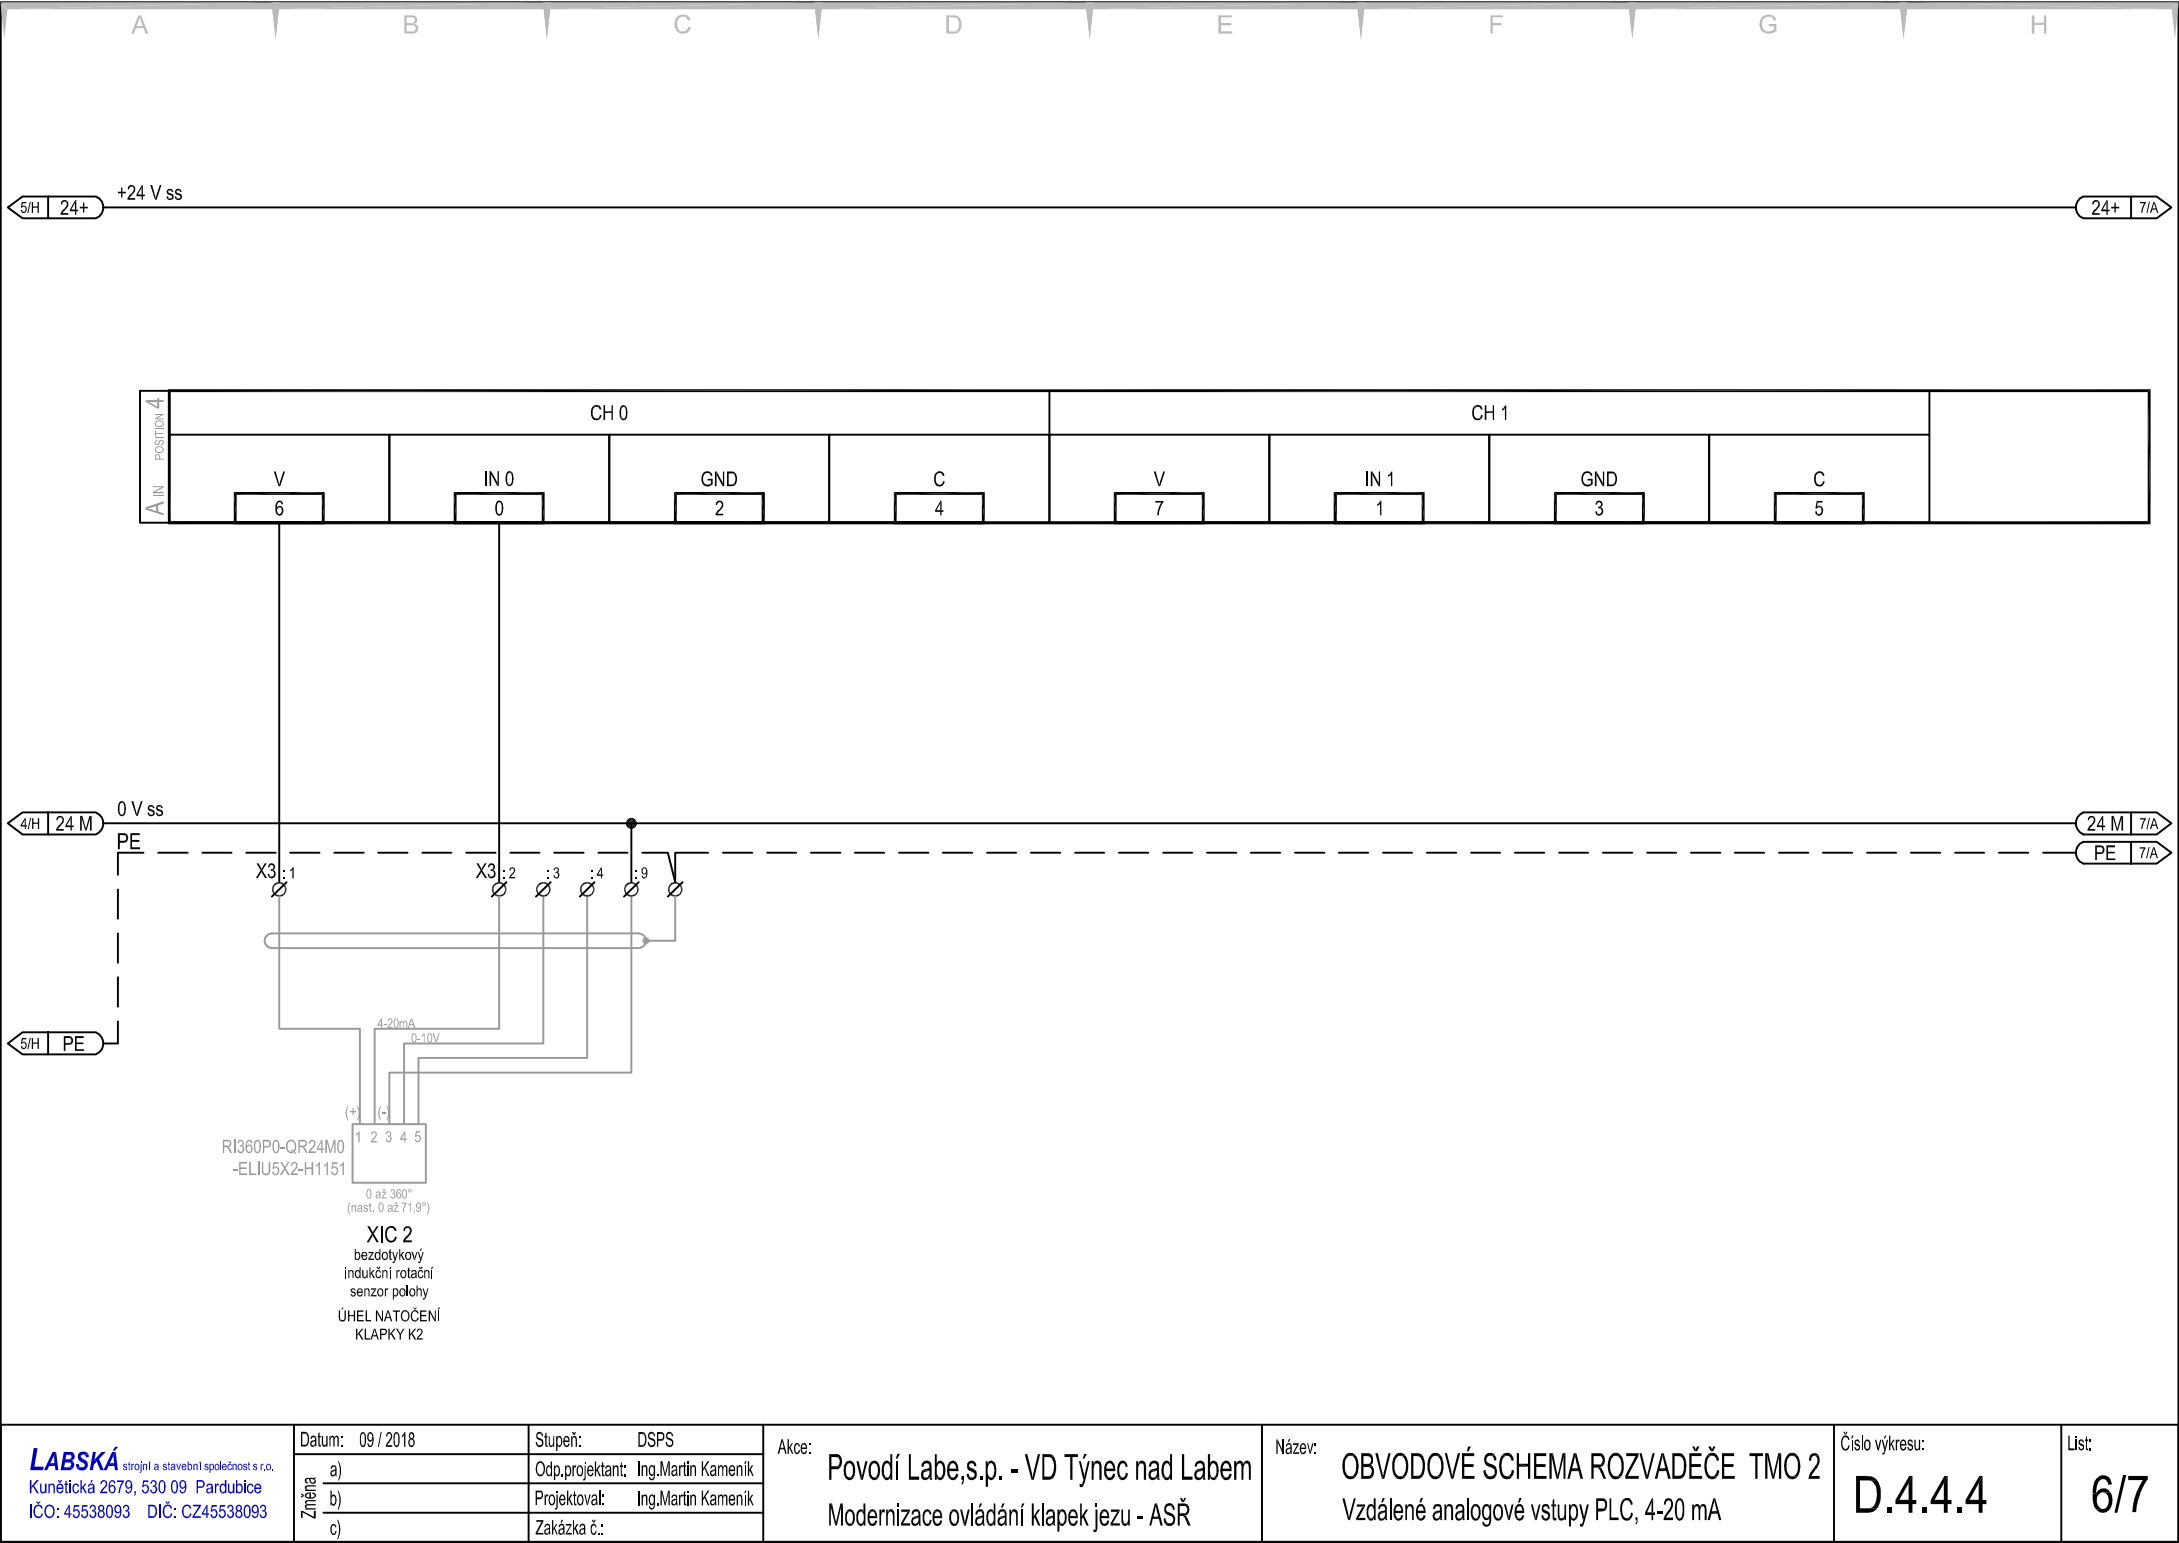 A B C D E F G H
+24 V ss
5/H 24+
24+ 7/A
A IN POSITION 4
CH 0 CH 1
V IN 0 GND C V IN 1 GND C
6 0 2 4 7 1 3 5
0 V ss
4/H 24 M
24 M 7/A
PE
PE 7/A
X3 : 1 X3 : 2 : 3 : 4 : 9
4-20mA
0-10V
5/H PE
(+) (-)
1 2 3 4 5
RI360P0-QR24M0
-ELIU5X2-H1151
0 až 360°
(nast. 0 až 71,9°)
XIC 2
bezdotykový
indukční rotační
senzor polohy
ÚHEL NATOČENÍ
KLAPKY K2
LABSKÁ strojní a stavební společnost s r.o.
Kunětická 2679, 530 09 Pardubice
IČO: 45538093 DIČ: CZ45538093
Datum: 09 / 2018
Změna
a)
b)
c)
Stupeň: DSPS
Odp.projektant: Ing.Martin Kameník
Projektoval: Ing.Martin Kameník
Zakázka č.:
Akce:
Povodí Labe,s.p. - VD Týnec nad Labem
Modernizace ovládání klapek jezu - ASŘ
Název:
OBVODOVÉ SCHEMA ROZVADĚČE TMO 2
Vzdálené analogové vstupy PLC, 4-20 mA
Číslo výkresu:
D.4.4.4
List:
6/7